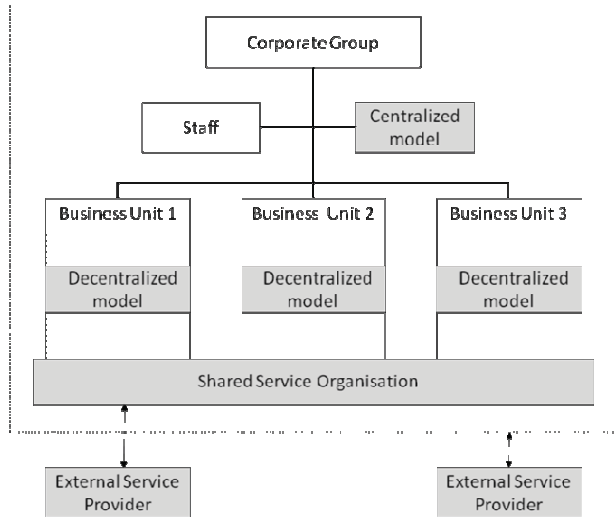 Corporate Group
Staff
Centralized
model
Business Unit 1
Business Unit 2
Business Unit 3
Decentralized
model
Decentralized
model
Decentralized
model
Shared Service Organisation
External Service
Provider
External Service
Provider